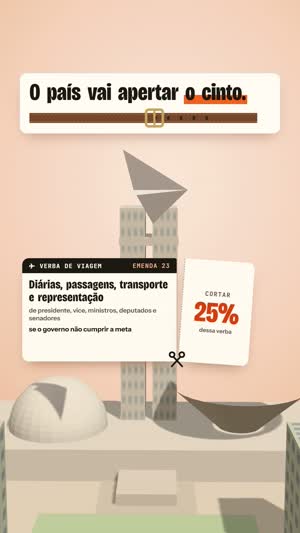 O país vai apertar o cinto.
VERBA DE VIAGEM EMENDA 23
Diárias, passagens, transporte
e representação
de presidente, vice, ministros, deputados e
senadores
se o governo não cumprir a meta
CORTAR
25%
dessa verba